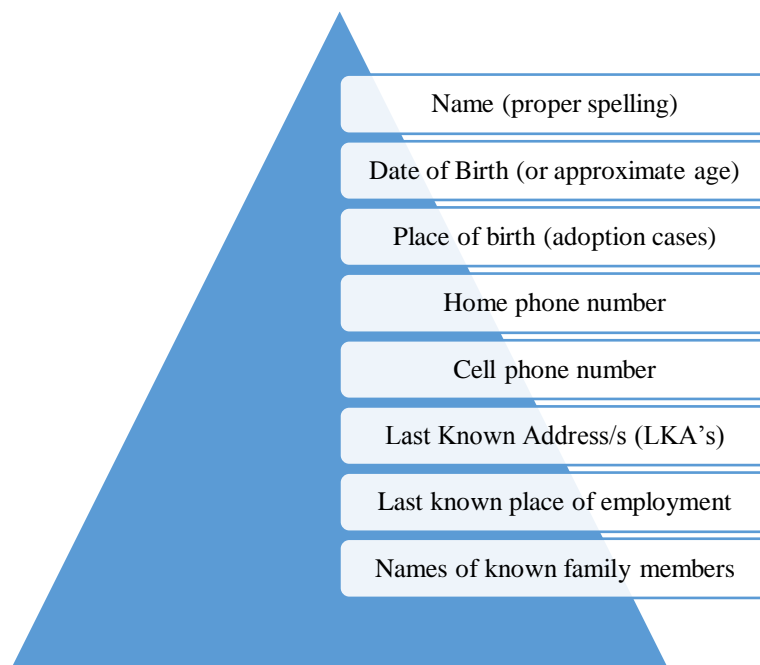 Name (proper spelling)
Date of Birth (or approximate age)
Place of birth (adoption cases)
Home phone number
Cell phone number
Last Known Address/s (LKA’s)
Last known place of employment
Names of known family members